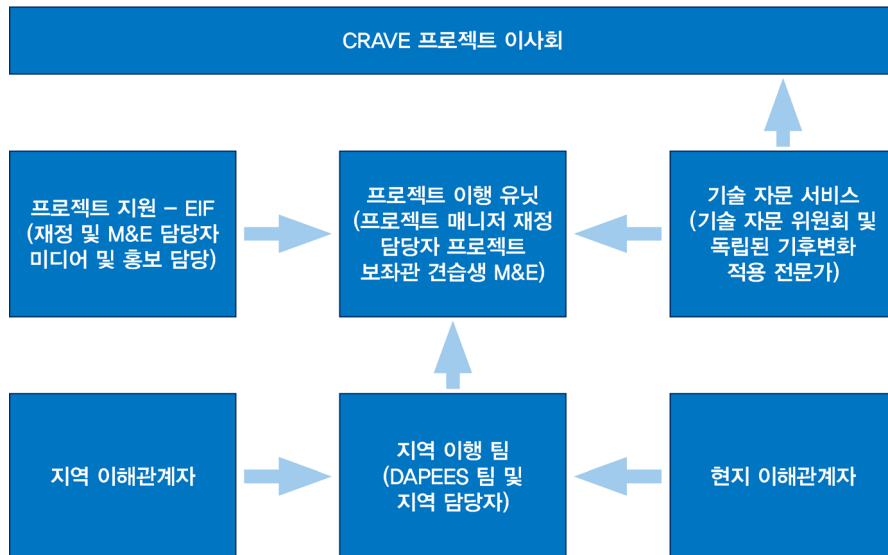 CRAVE 프로젝트 이사회
프로젝트 지원 – EIF
(재정 및 M&E 담당자
미디어 및 홍보 담당)
프로젝트 이행 유닛
(프로젝트 매니저 재정
담당자 프로젝트
보좌관 견습생 M&E)
기술 자문 서비스
(기술 자문 위원회 및
독립된 기후변화
적용 전문가)
지역 이해관계자
지역 이행 팀
(DAPEES 팀 및
지역 담당자)
현지 이해관계자